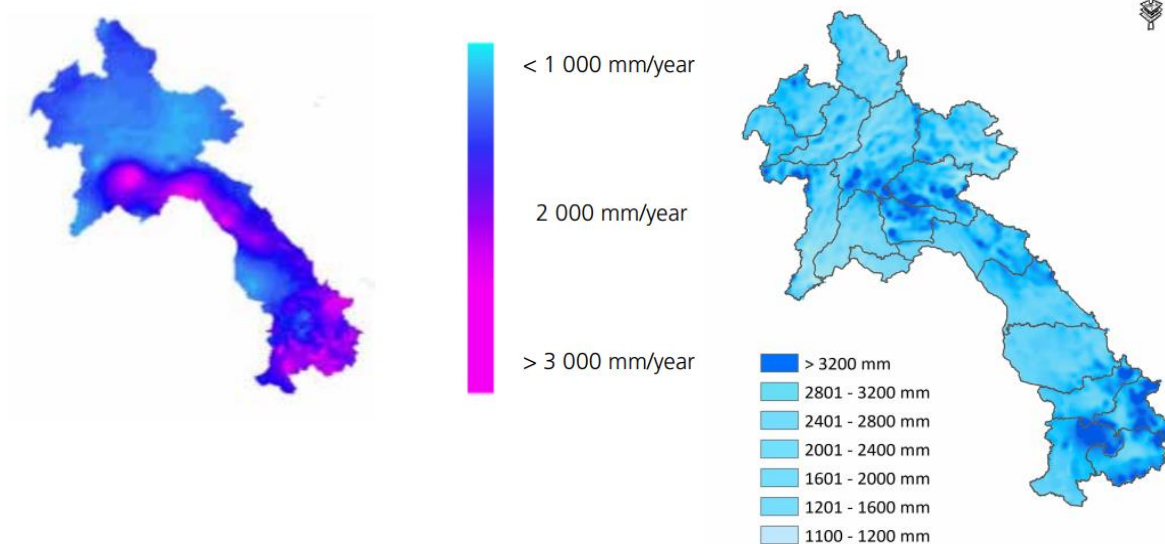 < 1 000 mm/year
2 000 mm/year
> 3 000 mm/year
> 3200 mm
2801 - 3200 mm
2401 - 2800 mm
2001 - 2400 mm
1601 - 2000 mm
1201 - 1600 mm
1100 - 1200 mm